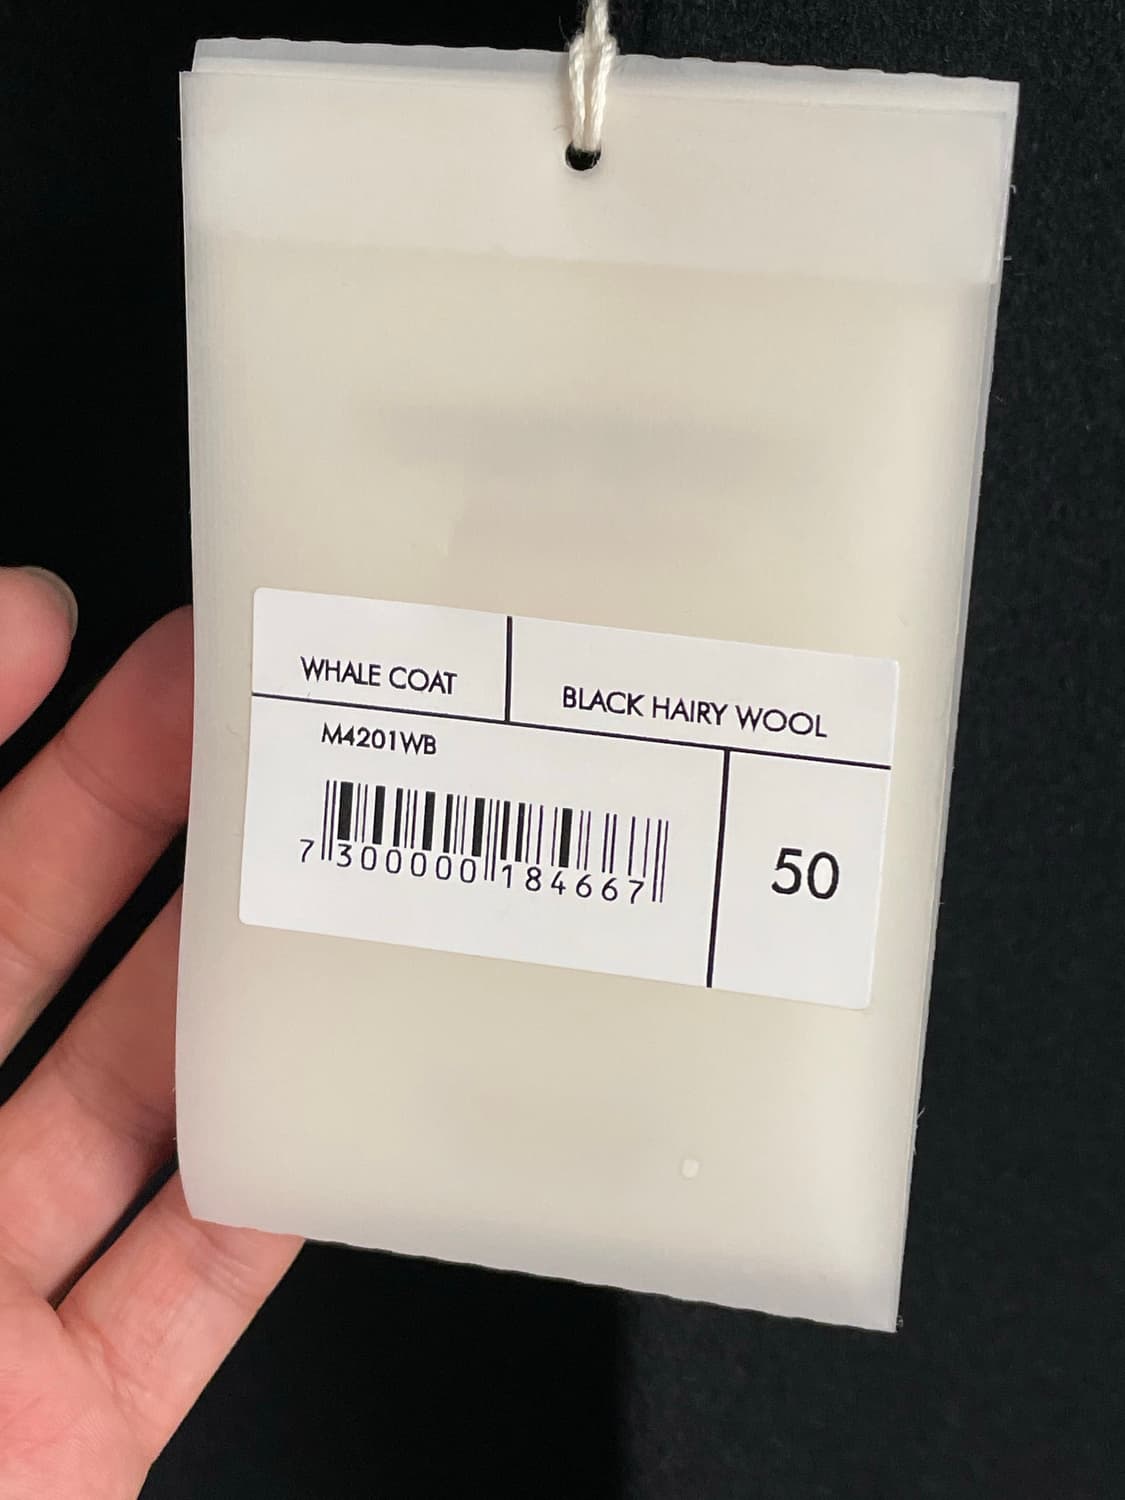 WHALE COAT
BLACK HAIRY WOOL
M4201WB
7 300000 184667
50